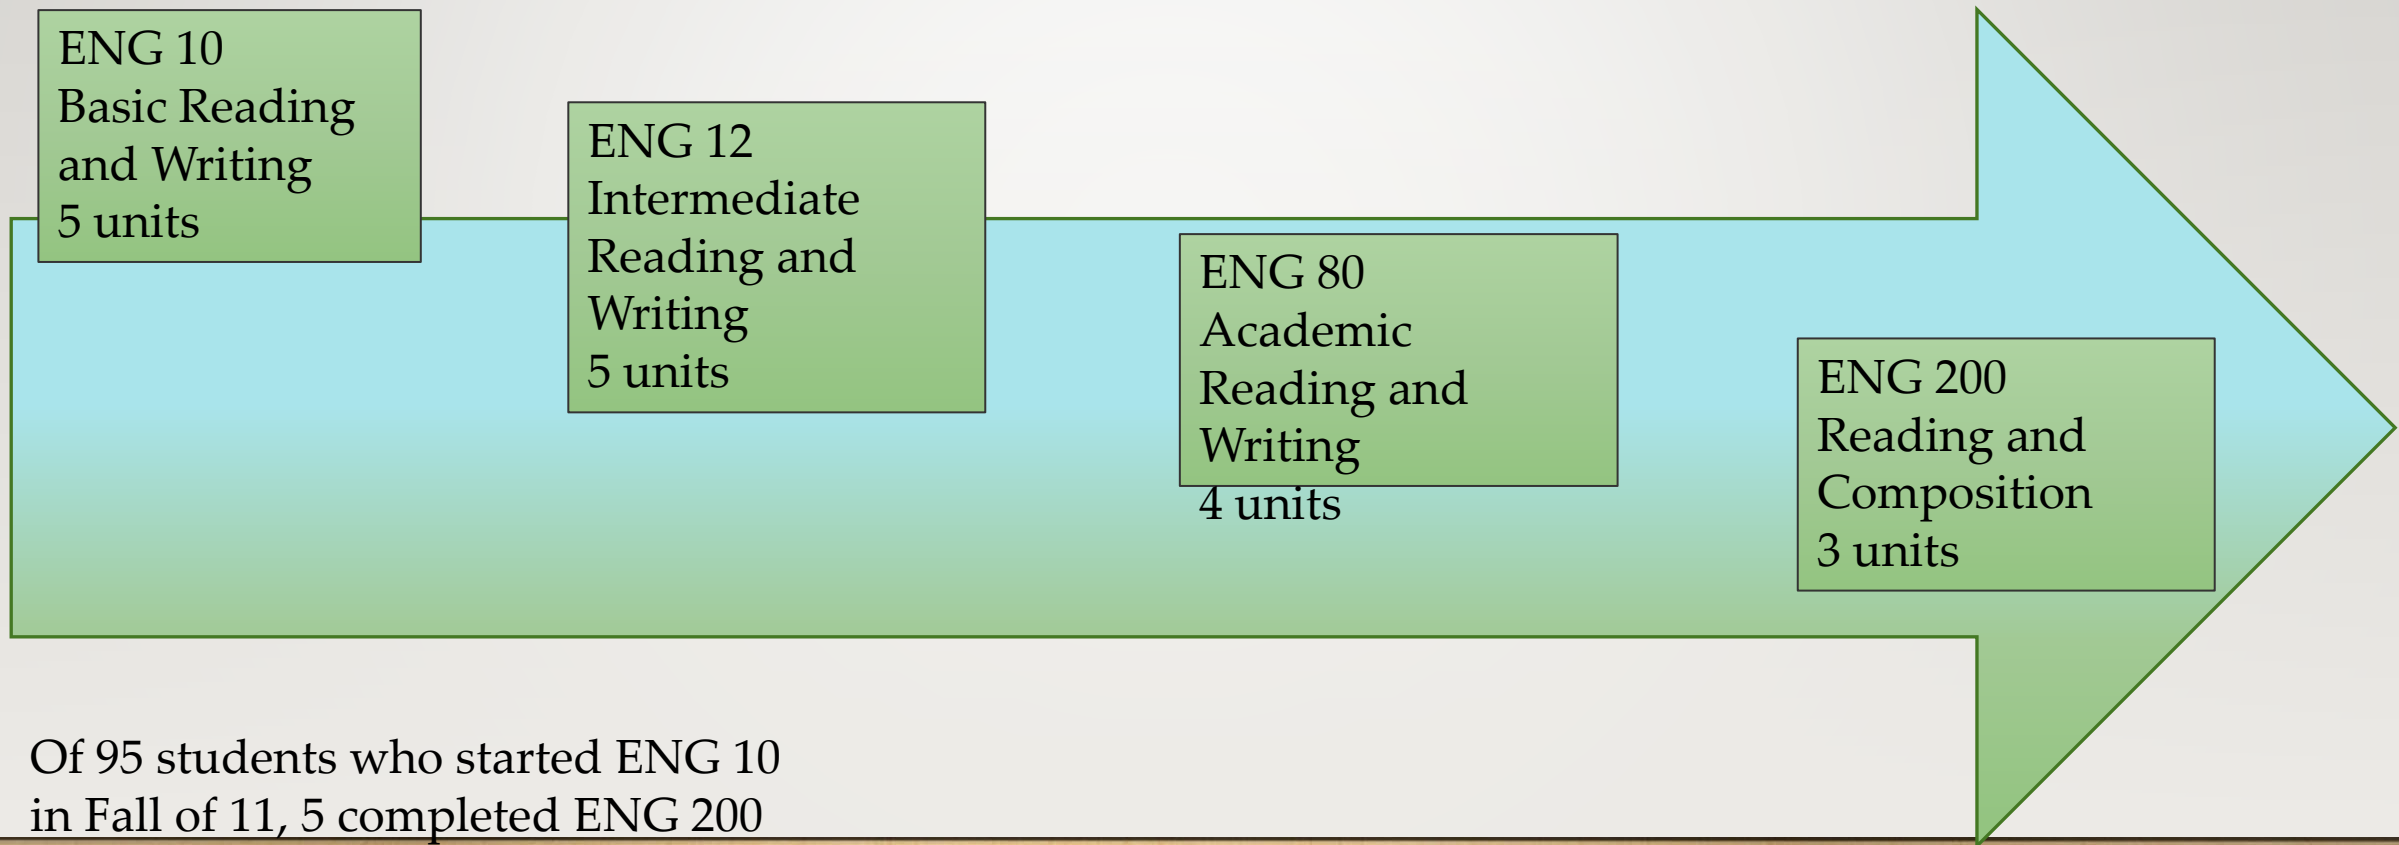 ENG 10
Basic Reading
and Writing
5 units
ENG 12
Intermediate
Reading and
Writing
5 units
ENG 80
Academic
Reading and
Writing
4 units
ENG 200
Reading and
Composition
3 units
Of 95 students who started ENG 10
in Fall of 11, 5 completed ENG 200